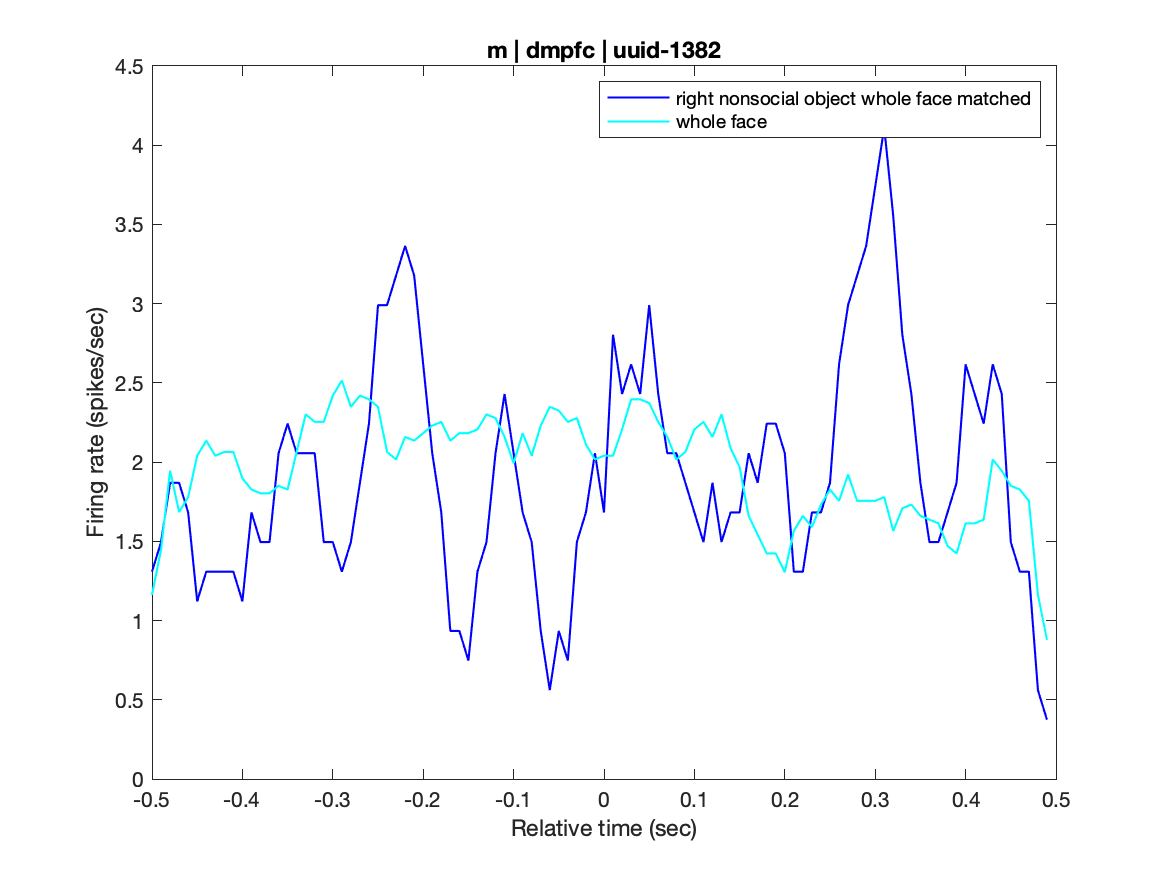 m | dmpfc | uuid-1382
right nonsocial object whole face matched
whole face
Firing rate (spikes/sec)
4.5
4
3.5
3
2.5
2
1.5
1
0.5
0
-0.5 -0.4 -0.3 -0.2 -0.1 0 0.1 0.2 0.3 0.4 0.5
Relative time (sec)